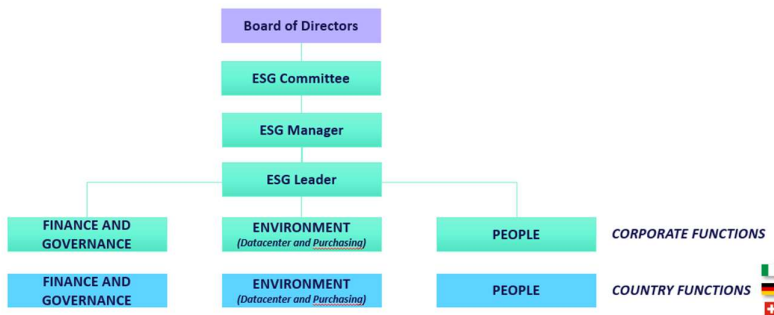 Board of Directors
ESG Committee
ESG Manager
ESG Leader
FINANCE AND
GOVERNANCE
ENVIRONMENT
(Datacenter and Purchasing)
PEOPLE
CORPORATE FUNCTIONS
FINANCE AND
GOVERNANCE
ENVIRONMENT
(Datacenter and Purchasing)
PEOPLE
COUNTRY FUNCTIONS